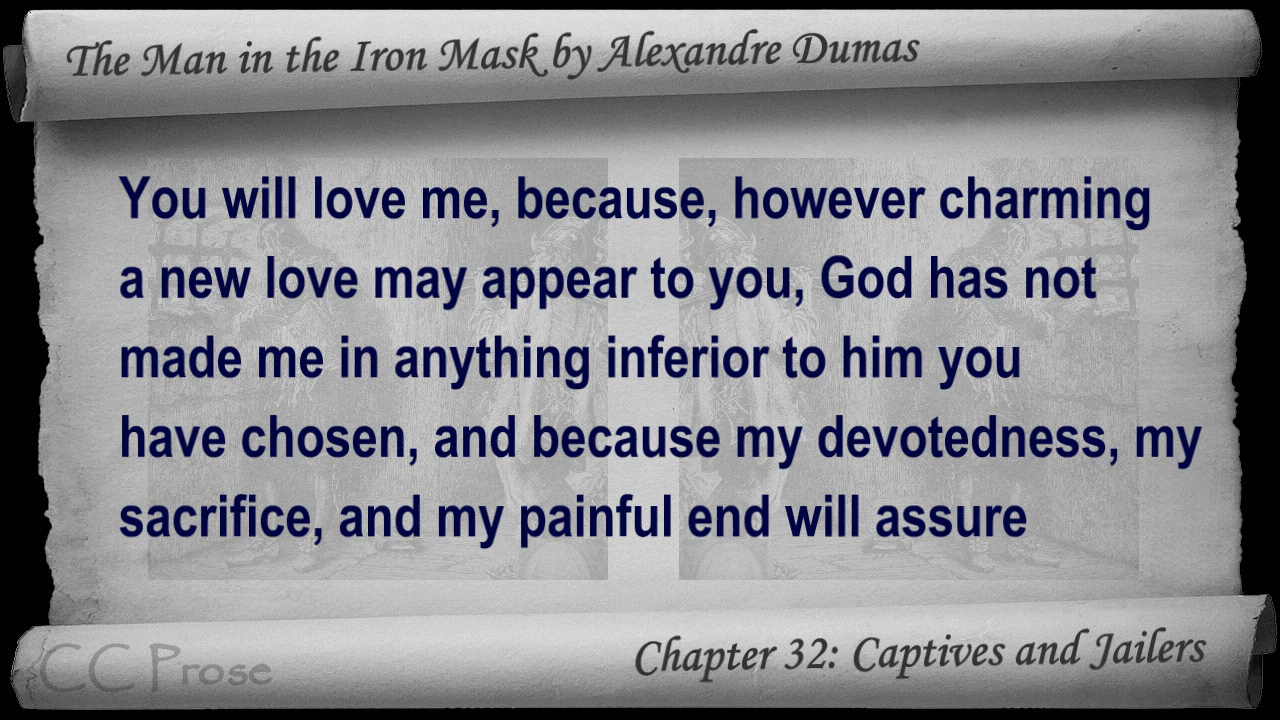 The Man in the Iron Mask by Alexandre Dumas
You will love me, because, however charming
a new love may appear to you, God has not
made me in anything inferior to him you
have chosen, and because my devotedness, my
sacrifice, and my painful end will assure
CC Prose
Chapter 32: Captives and Jailers